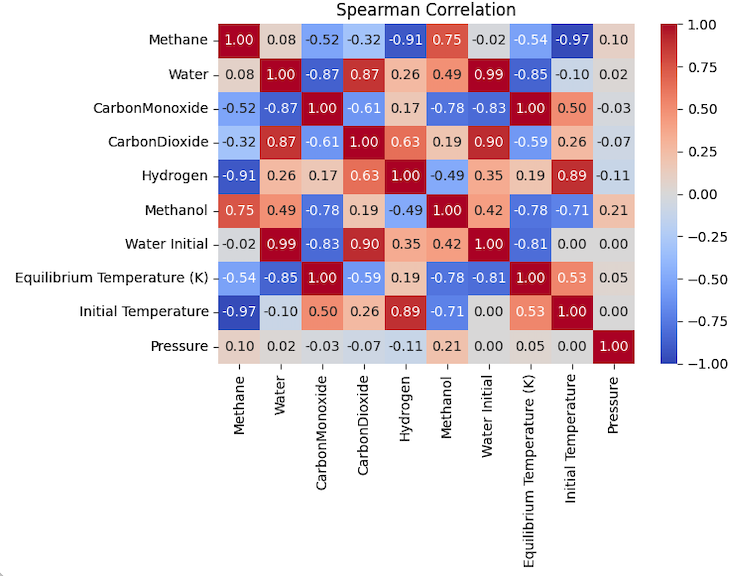 Spearman Correlation
Methane 1.00 0.08 -0.52 -0.32 -0.91 0.75 -0.02 -0.54 -0.97 0.10
Water 0.08 1.00 -0.87 0.87 0.26 0.49 0.99 -0.85 -0.10 0.02
CarbonMonoxide -0.52 -0.87 1.00 -0.61 0.17 -0.78 -0.83 1.00 0.50 -0.03
CarbonDioxide -0.32 0.87 -0.61 1.00 0.63 0.19 0.90 -0.59 0.26 -0.07
Hydrogen -0.91 0.26 0.17 0.63 1.00 -0.49 0.35 0.19 0.89 -0.11
Methanol 0.75 0.49 -0.78 0.19 -0.49 1.00 0.42 -0.78 -0.71 0.21
Water Initial -0.02 0.99 -0.83 0.90 0.35 0.42 1.00 -0.81 0.00 0.00
Equilibrium Temperature (K) -0.54 -0.85 1.00 -0.59 0.19 -0.78 -0.81 1.00 0.53 0.05
Initial Temperature -0.97 -0.10 0.50 0.26 0.89 -0.71 0.00 0.53 1.00 0.00
Pressure 0.10 0.02 -0.03 -0.07 -0.11 0.21 0.00 0.05 0.00 1.00
Methane
Water
CarbonMonoxide
CarbonDioxide
Hydrogen
Methanol
Water Initial
Equilibrium Temperature (K)
Initial Temperature
Pressure
1.00
0.75
0.50
0.25
0.00
−0.25
−0.50
−0.75
−1.00